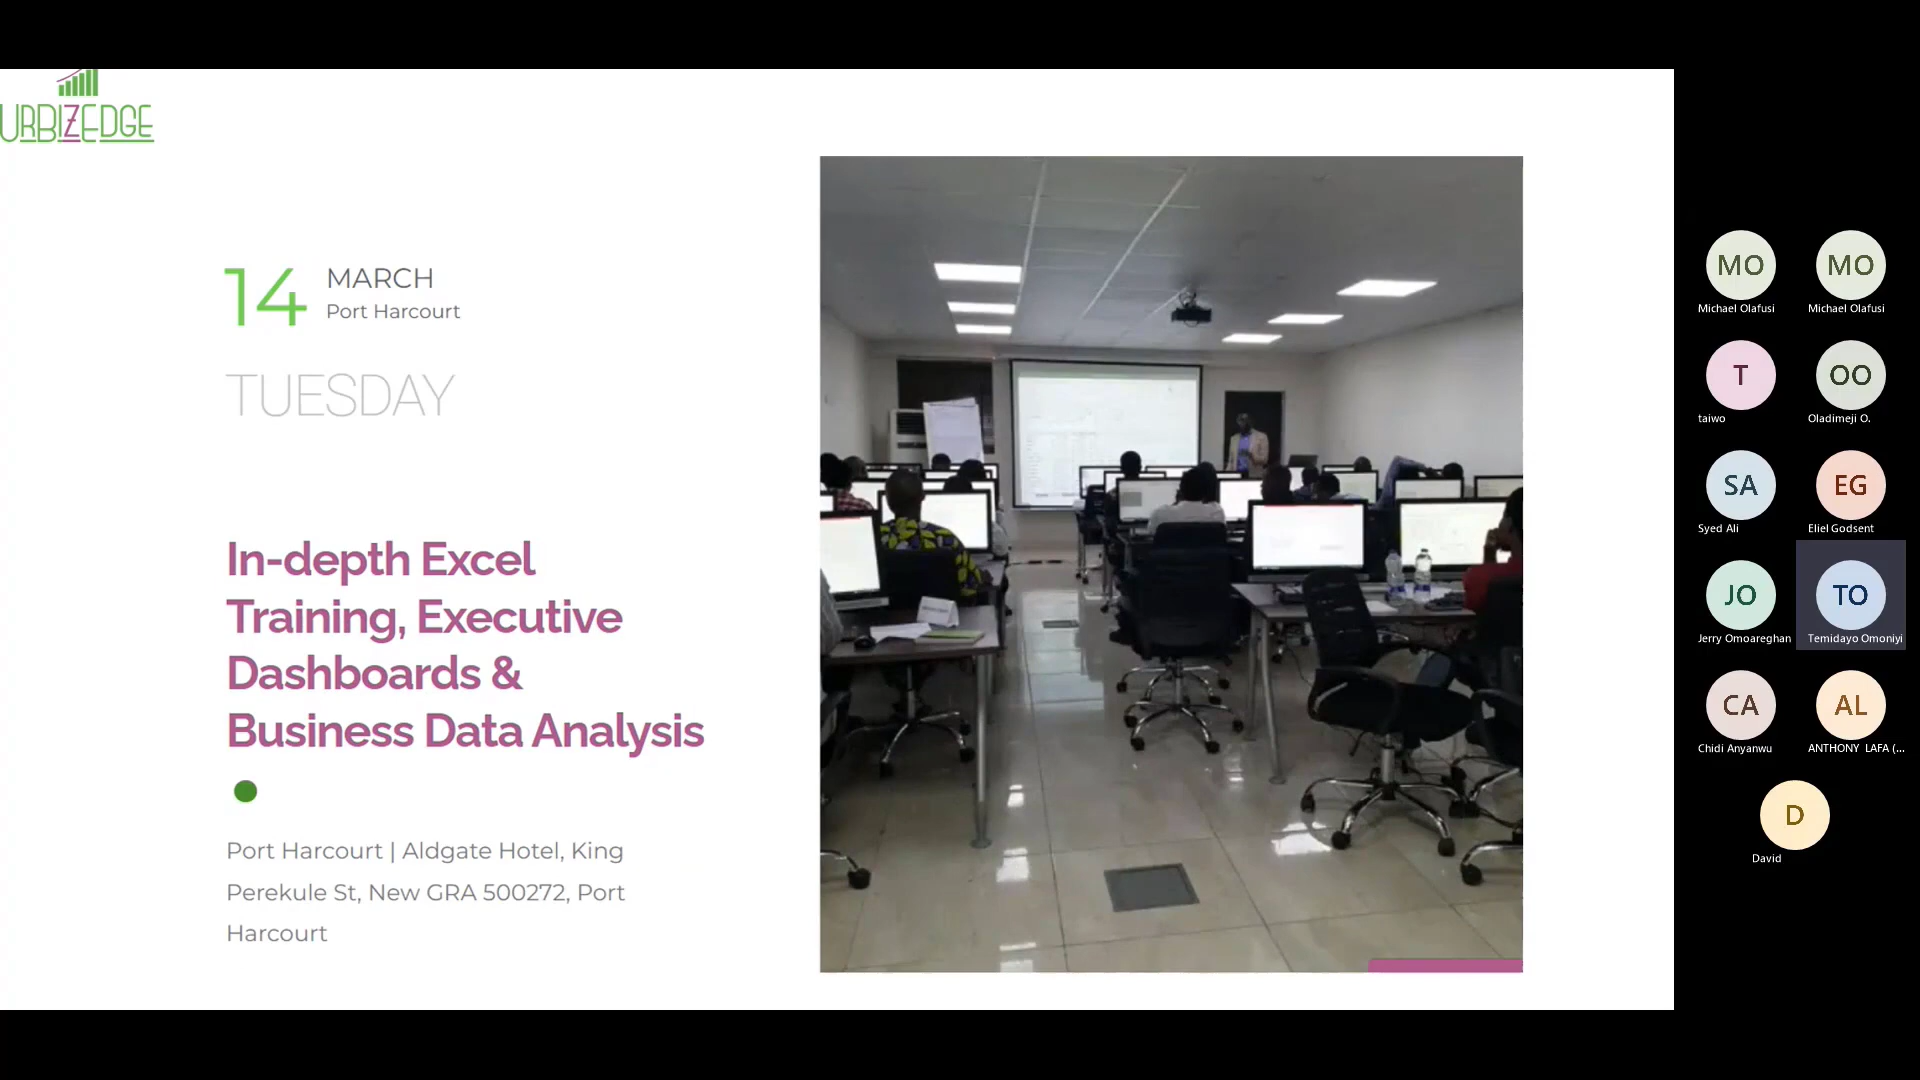 URBIZEDGE
14
MARCH
Port Harcourt
TUESDAY
In-depth Excel
Training, Executive
Dashboards &
Business Data Analysis
Port Harcourt | Aldgate Hotel, King
Perekule St, New GRA 500272, Port
Harcourt
MO
Michael Olafusi
MO
Michael Olafusi
T
taiwo
OO
Oladimeji O.
SA
Syed Ali
EG
Eliel Godsent
JO
Jerry Omoareghan
TO
Temidayo Omoniyi
CA
Chidi Anyanwu
AL
ANTHONY LAFA (...
D
David